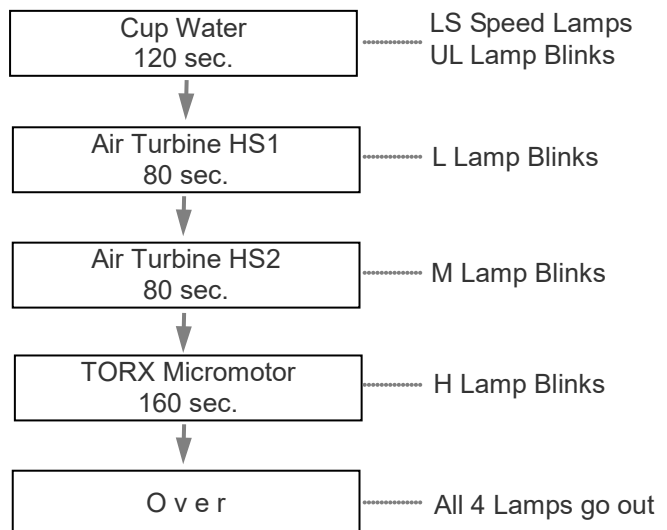 Cup Water
120 sec.
LS Speed Lamps
UL Lamp Blinks
Air Turbine HS1
80 sec.
L Lamp Blinks
Air Turbine HS2
80 sec.
M Lamp Blinks
TORX Micromotor
160 sec.
H Lamp Blinks
O v e r
All 4 Lamps go out